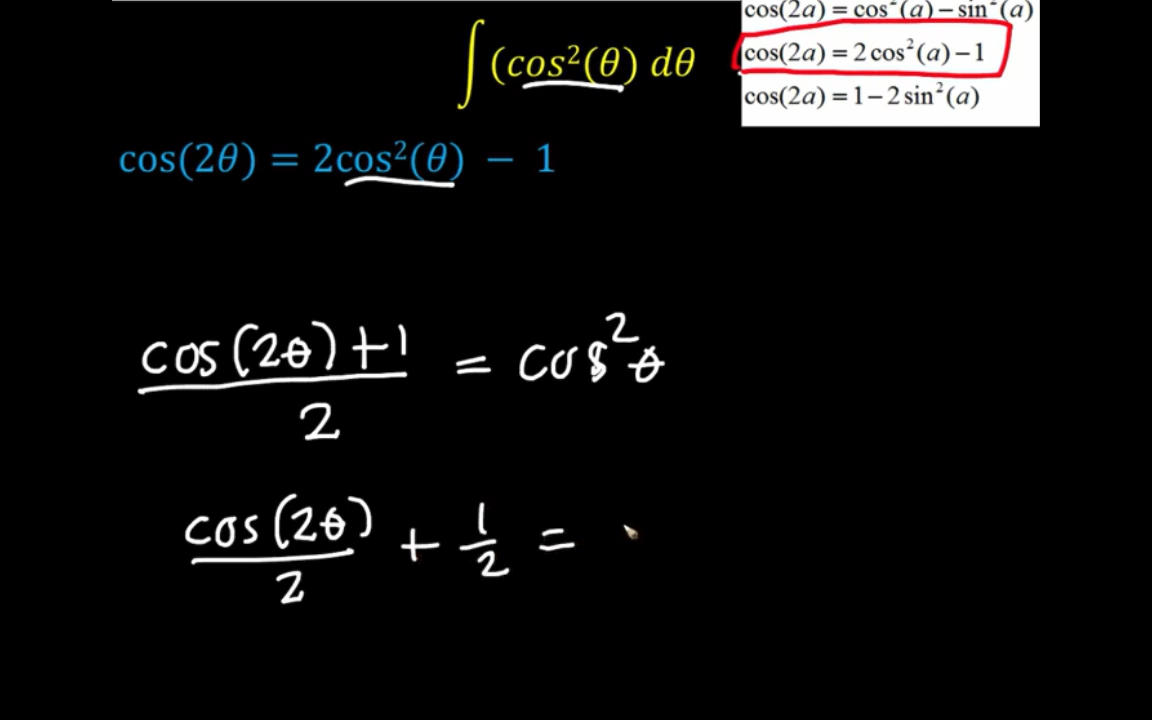 cos(2a) = cos²(a) – sin²(a)
∫ (cos²(θ) dθ
cos(2a) = 2 cos²(a) – 1
cos(2a) = 1 – 2 sin²(a)
cos(2θ) = 2cos²(θ) – 1
cos(2θ)+1
2
= cos²θ
cos(2θ)
2
+ 1/2 =